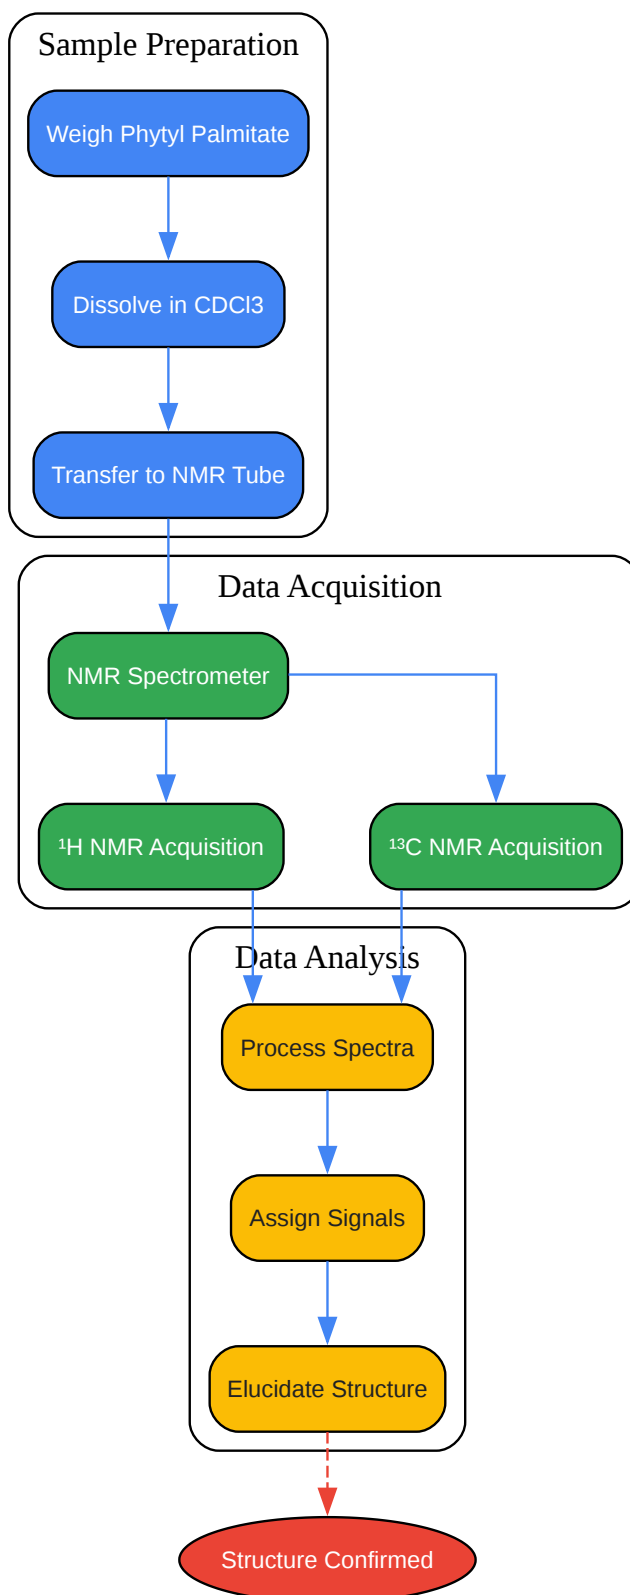 Sample Preparation
Weigh Phytyl Palmitate
Dissolve in CDCl3
Transfer to NMR Tube
Data Acquisition
NMR Spectrometer
¹H NMR Acquisition
¹³C NMR Acquisition
Data Analysis
Process Spectra
Assign Signals
Elucidate Structure
Structure Confirmed